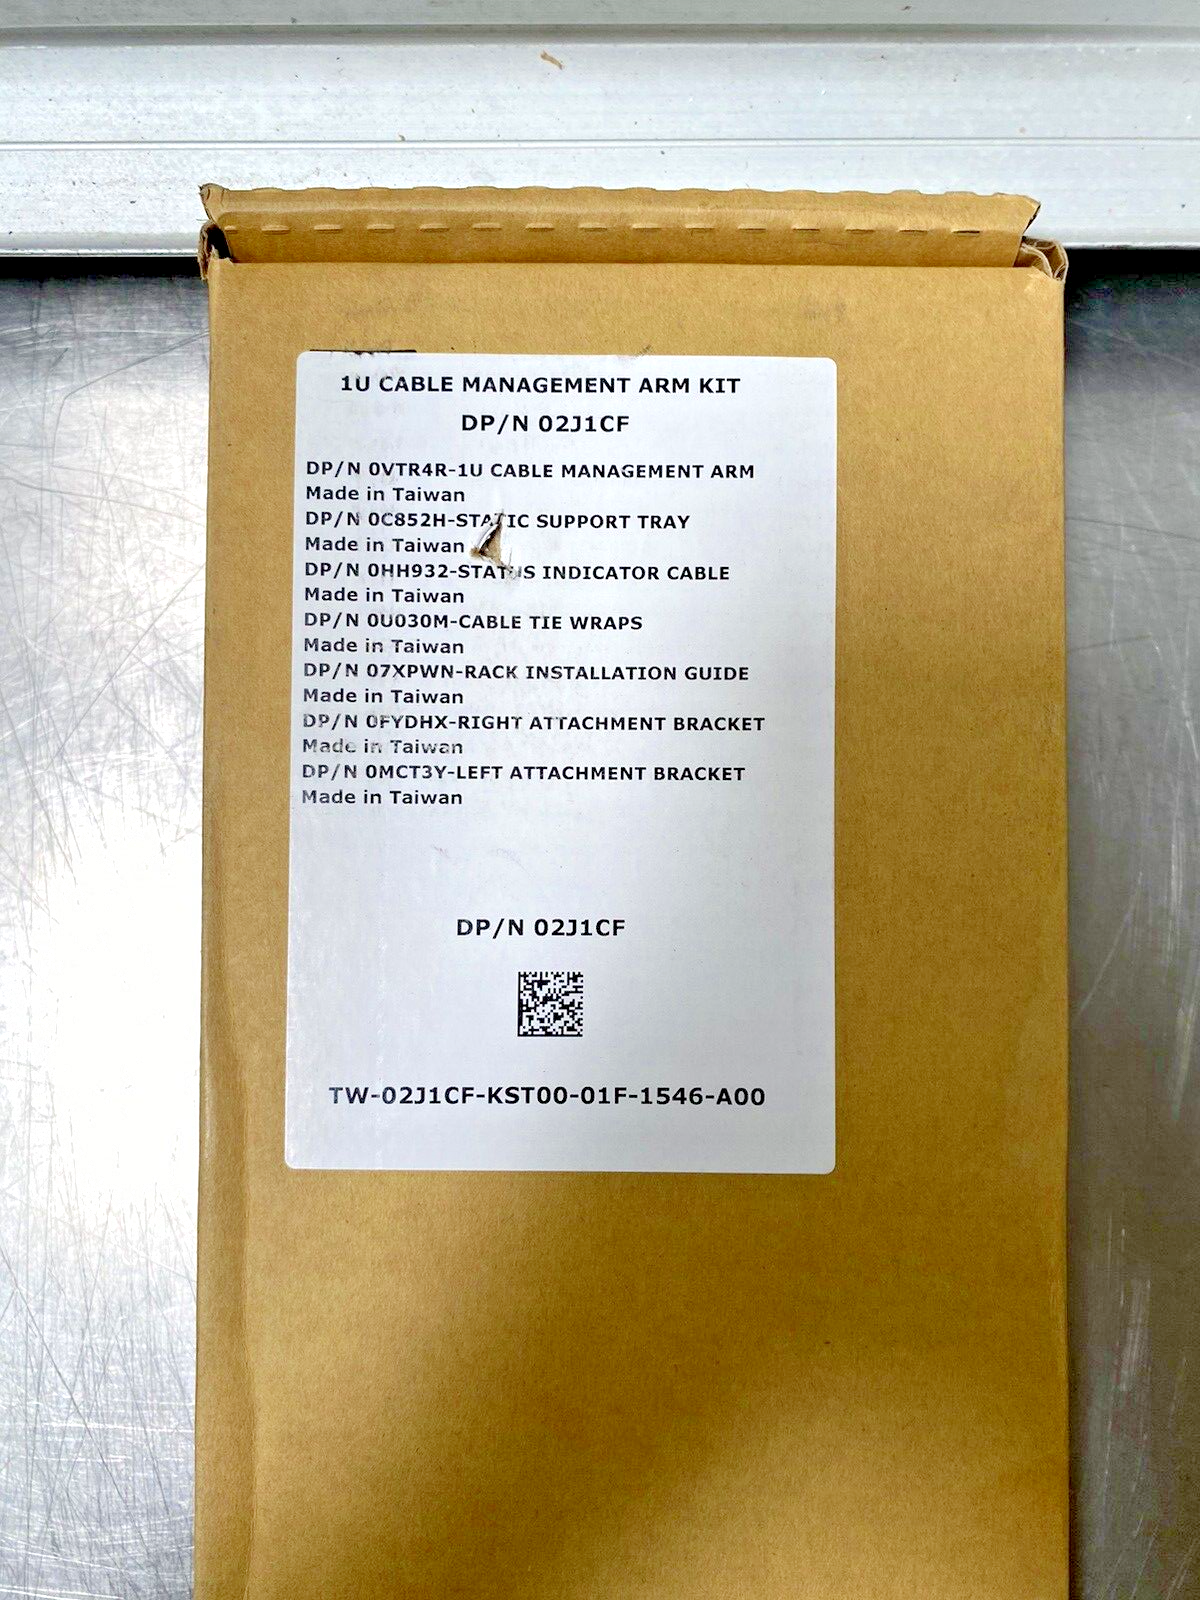 1U CABLE MANAGEMENT ARM KIT
DP/N 02J1CF
DP/N 0VTR4R-1U CABLE MANAGEMENT ARM
Made in Taiwan
DP/N 0C852H-STATIC SUPPORT TRAY
Made in Taiwan
DP/N 0HH932-STATUS INDICATOR CABLE
Made in Taiwan
DP/N 0U030M-CABLE TIE WRAPS
Made in Taiwan
DP/N 07XPWN-RACK INSTALLATION GUIDE
Made in Taiwan
DP/N 0FYDHX-RIGHT ATTACHMENT BRACKET
Made in Taiwan
DP/N 0MCT3Y-LEFT ATTACHMENT BRACKET
Made in Taiwan
DP/N 02J1CF
TW-02J1CF-KST00-01F-1546-A00